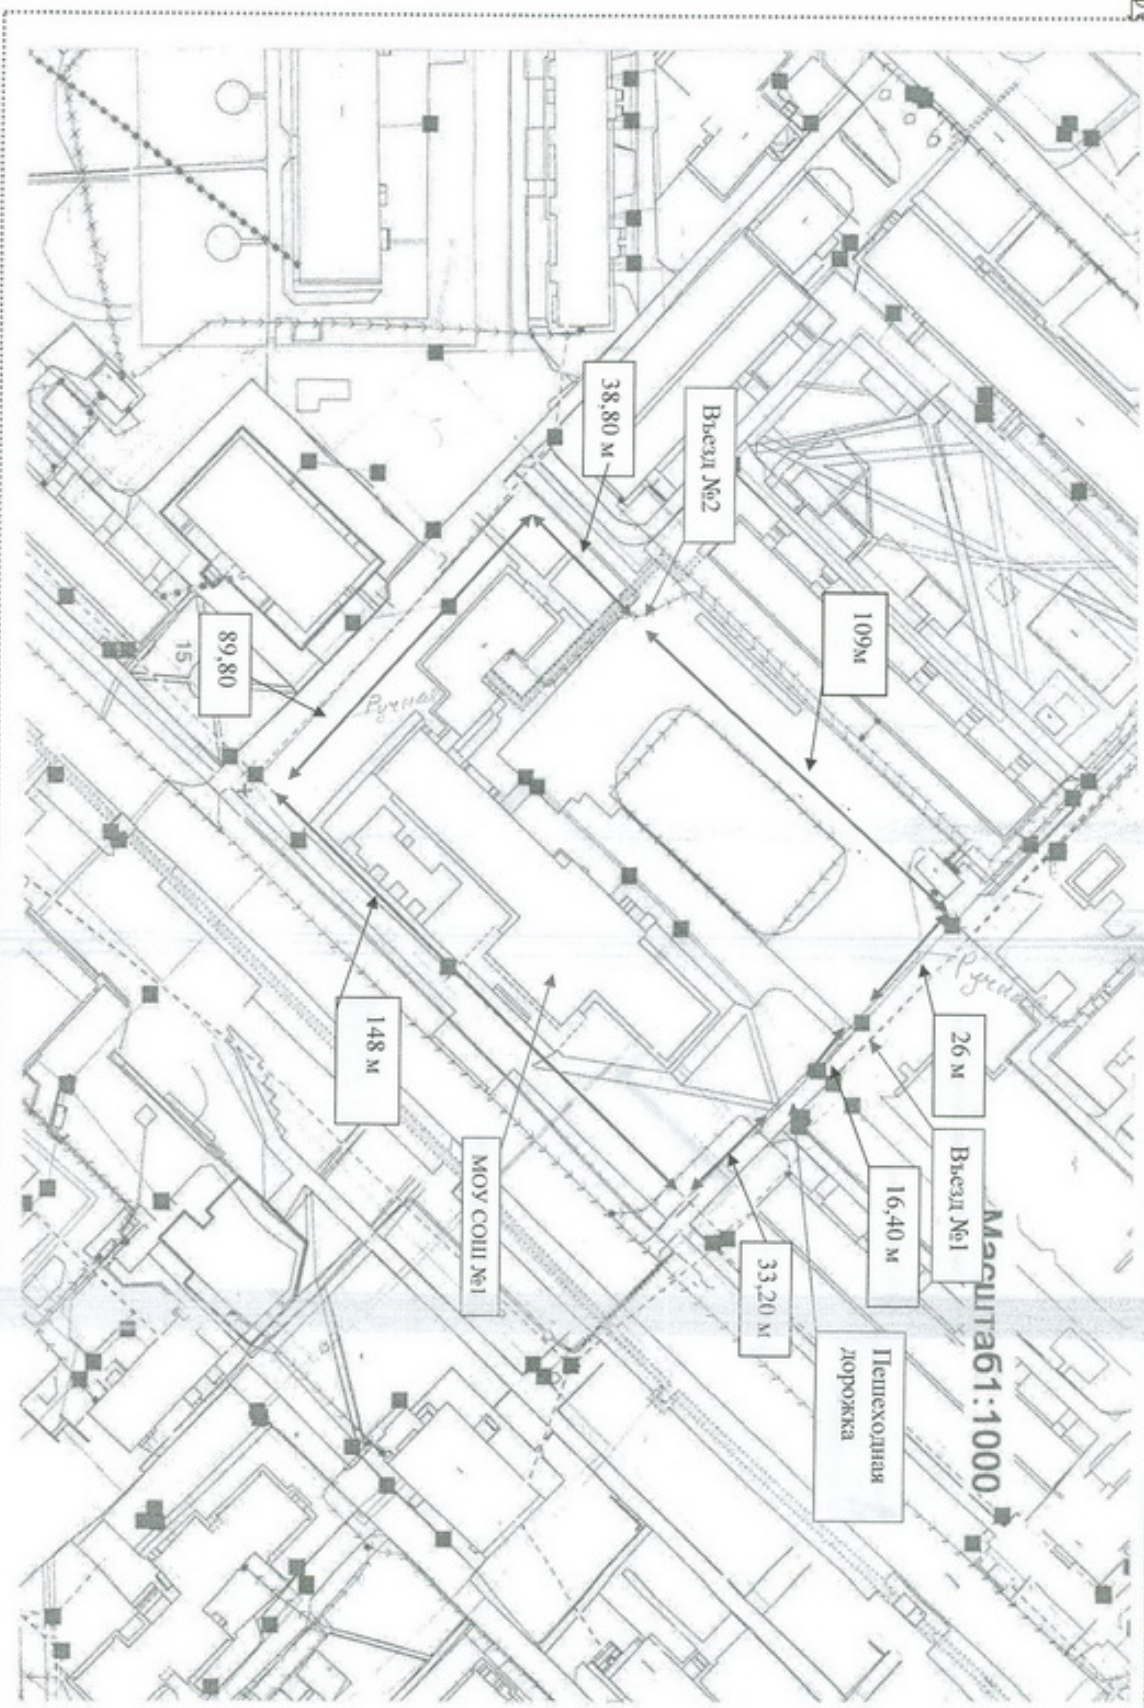 Масштаб1:1000
26 м
Въезд №1
109м
16,40 м
Пешеходная
дорожка
Въезд №2
33,20 м
38,80 м
МОУ СОШ №1
148 м
89,80
15
Ручная